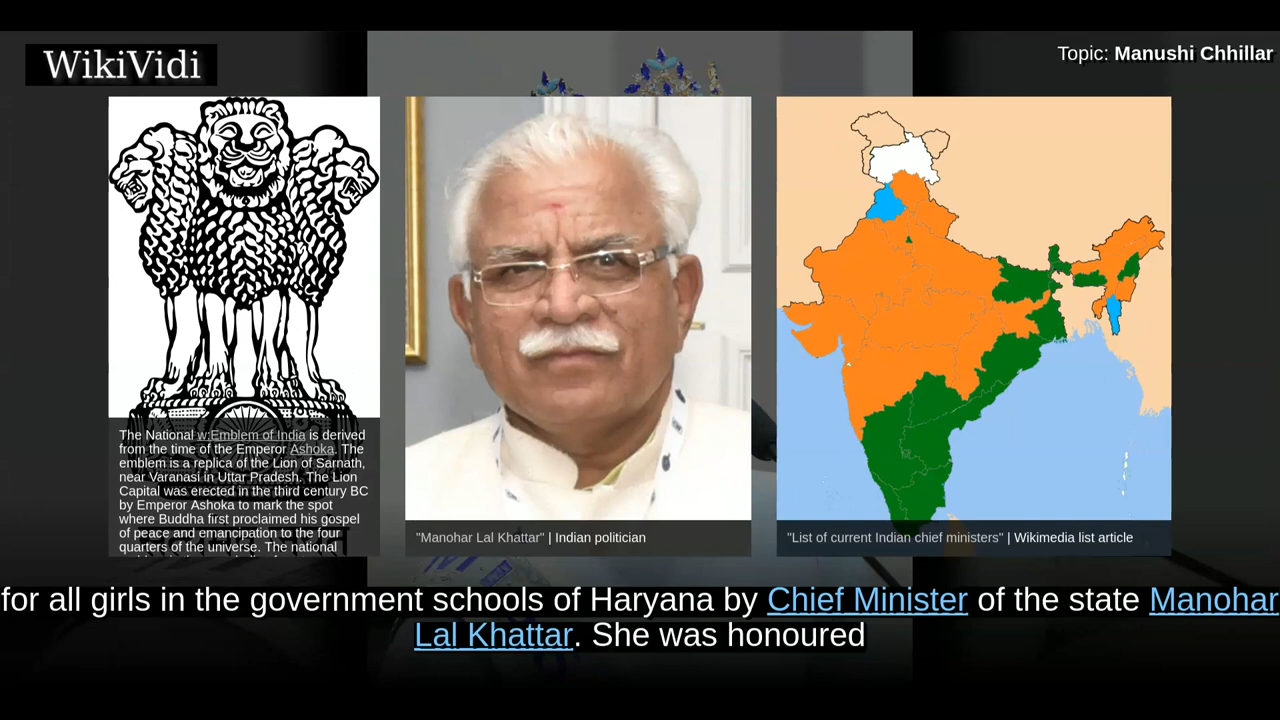 WikiVidi
Topic: Manushi Chhillar
The National w:Emblem of India is derived
from the time of the Emperor Ashoka. The
emblem is a replica of the Lion of Sarnath,
near Varanasi in Uttar Pradesh. The Lion
Capital was erected in the third century BC
by Emperor Ashoka to mark the spot
where Buddha first proclaimed his gospel
of peace and emancipation to the four
quarters of the universe. The national
"Manohar Lal Khattar" | Indian politician
"List of current Indian chief ministers" | Wikimedia list article
for all girls in the government schools of Haryana by Chief Minister of the state Manohar
Lal Khattar. She was honoured